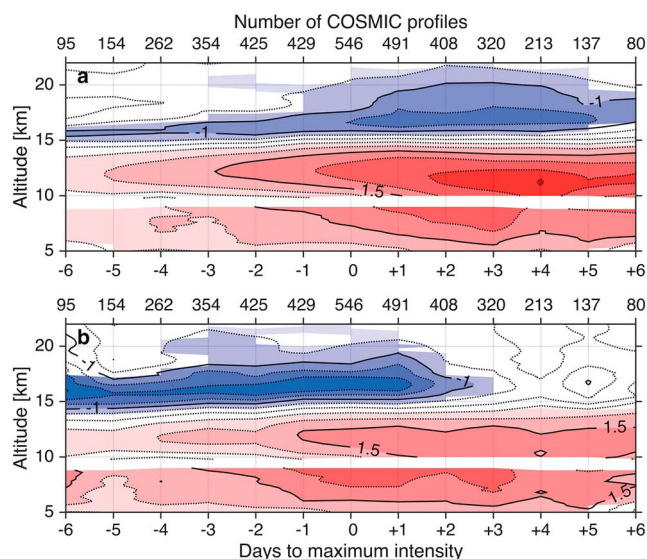 Number of COSMIC profiles
95 154 262 354 425 429 546 491 408 320 213 137 80
a
20
15
10
5
Altitude [km]
-1
-1
1.5
-6 -5 -4 -3 -2 -1 0 +1 +2 +3 +4 +5 +6
95 154 262 354 425 429 546 491 408 320 213 137 80
b
20
15
10
5
Altitude [km]
-1
-1
-1
1.5
1.5
1.5
-6 -5 -4 -3 -2 -1 0 +1 +2 +3 +4 +5 +6
Days to maximum intensity